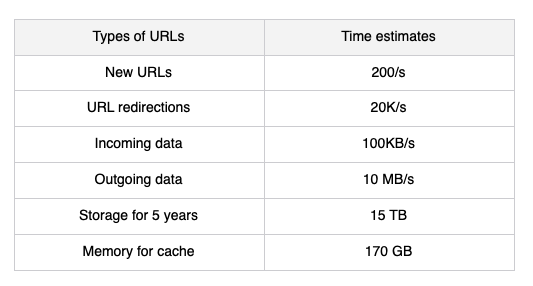 Types of URLs Time estimates
New URLs 200/s
URL redirections 20K/s
Incoming data 100KB/s
Outgoing data 10 MB/s
Storage for 5 years 15 TB
Memory for cache 170 GB